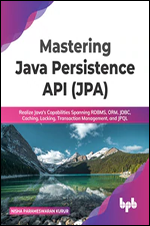 Mastering
Java Persistence
API (JPA)
Realize Java's Capabilities Spanning RDBMS, ORM, JDBC,
Caching, Locking, Transaction Management, and JPQL
NISHA PARAMESWARAN KURUR
bpb